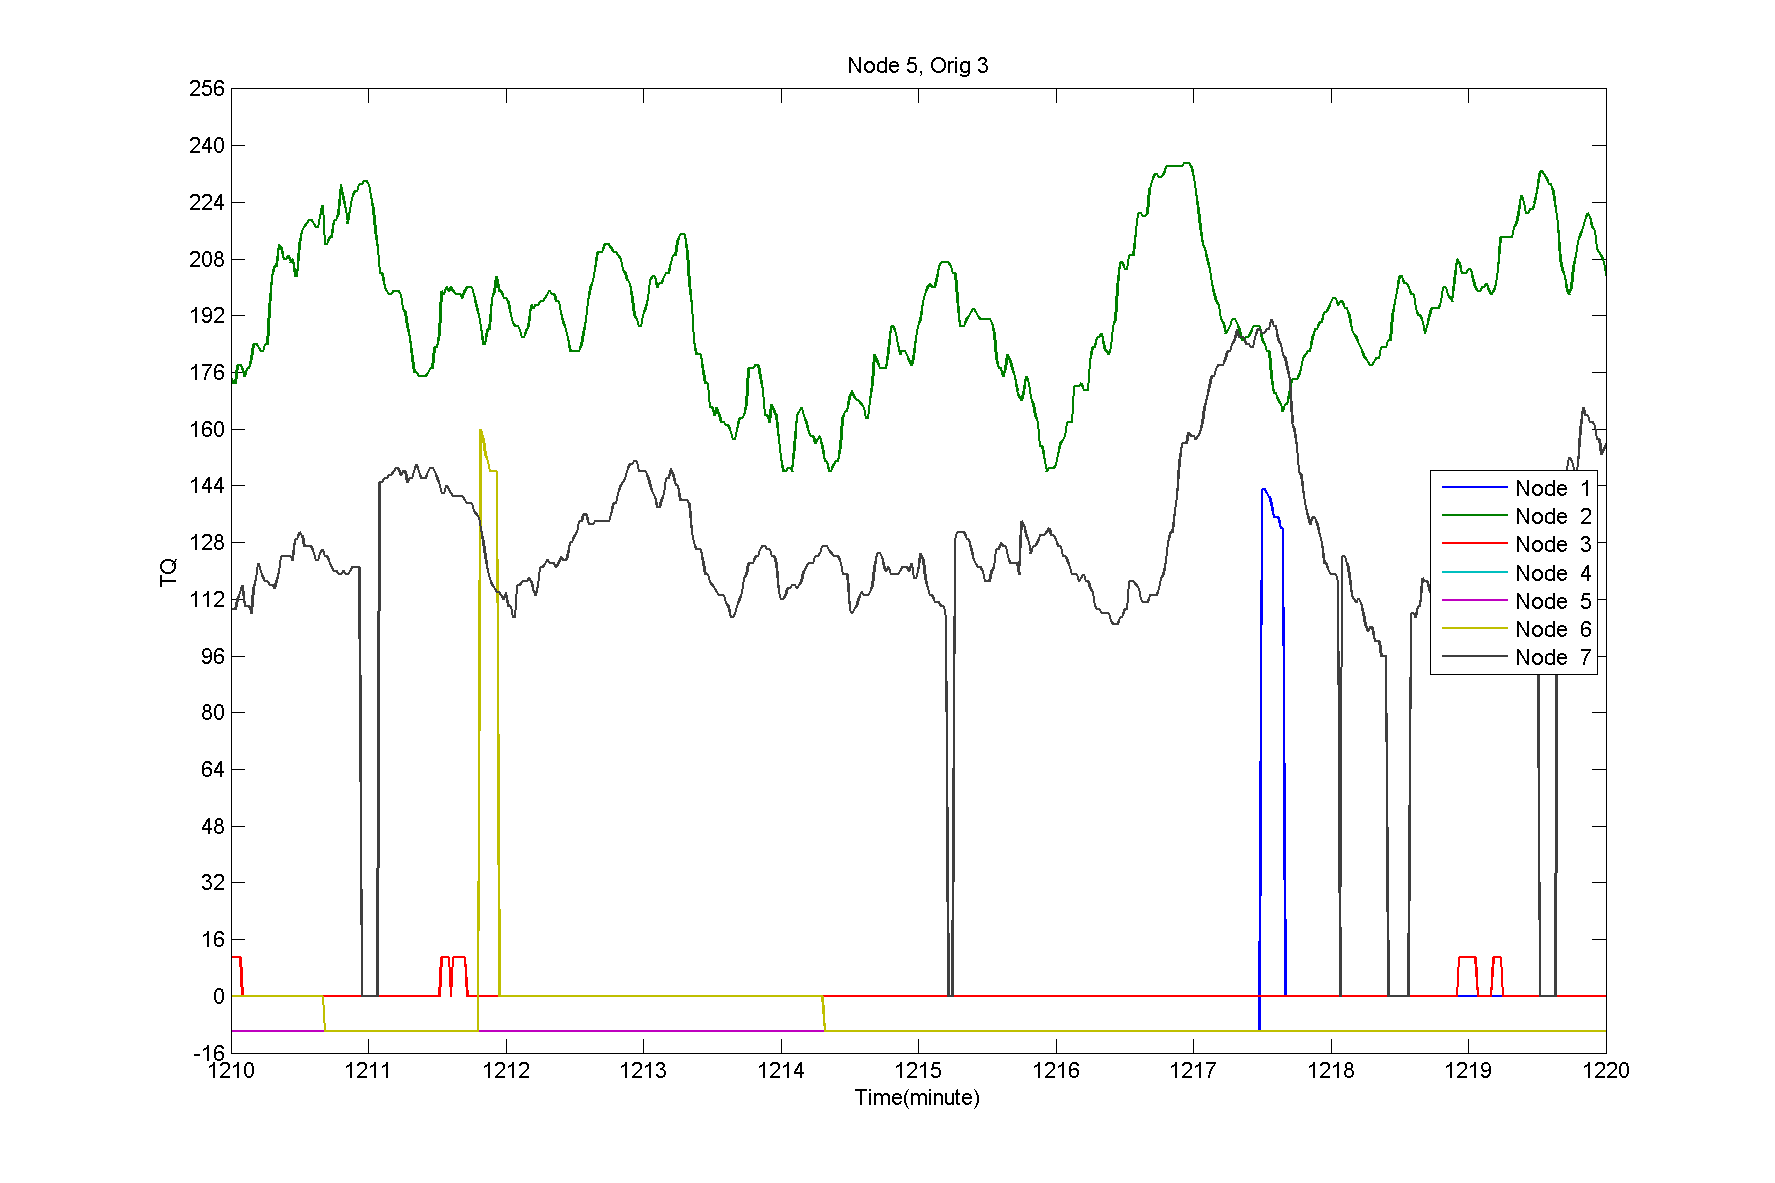 Node 5, Orig 3
256
240
224
208
192
176
160
144
128
112
96
80
64
48
32
16
0
-16
TQ
Node 1
Node 2
Node 3
Node 4
Node 5
Node 6
Node 7
1210 1211 1212 1213 1214 1215 1216 1217 1218 1219 1220
Time(minute)